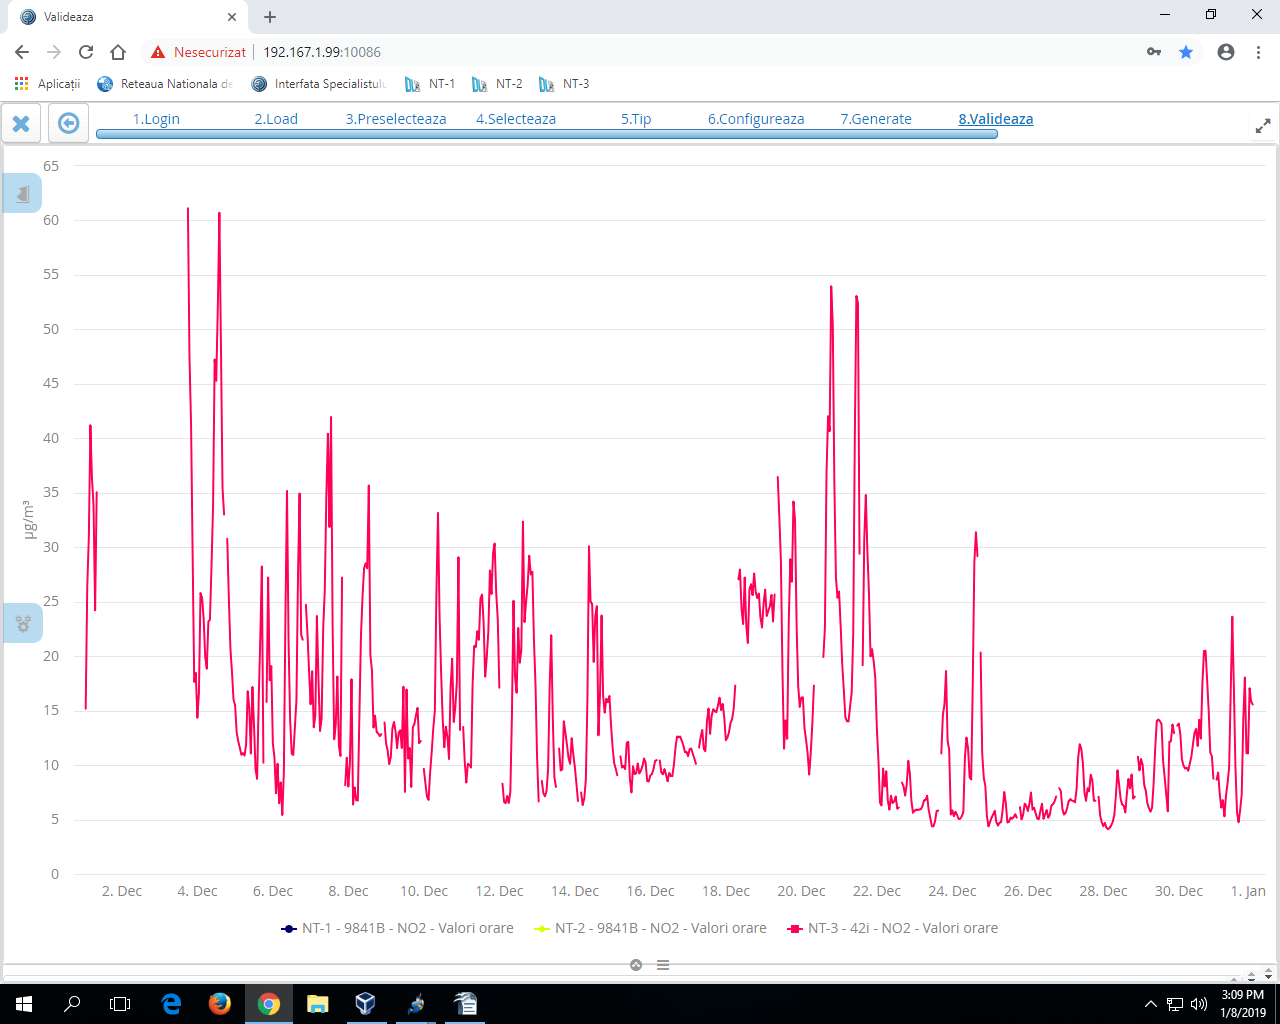 Valideaza
Nesecurizat 192.167.1.99:10086
Aplicații Reteaua Nationala de Interfata Specialistulu NT-1 NT-2 NT-3
1.Login 2.Load 3.Preselecteaza 4.Selecteaza 5.Tip 6.Configureaza 7.Generate 8.Valideaza
65
60
55
50
45
40
35
30
25
20
15
10
5
0
µg/m³
2. Dec 4. Dec 6. Dec 8. Dec 10. Dec 12. Dec 14. Dec 16. Dec 18. Dec 20. Dec 22. Dec 24. Dec 26. Dec 28. Dec 30. Dec 1. Jan
NT-1 - 9841B - NO2 - Valori orare NT-2 - 9841B - NO2 - Valori orare NT-3 - 42i - NO2 - Valori orare
3:09 PM
1/8/2019